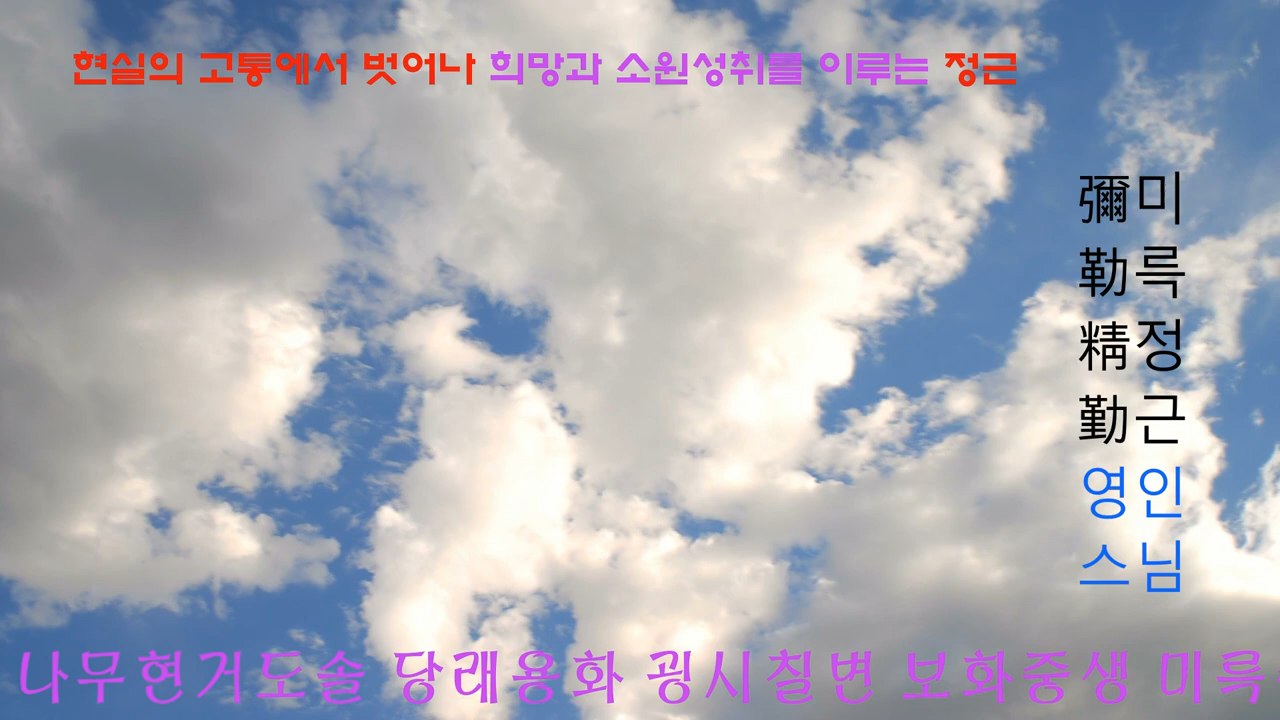 현실의 고통에서 벗어나 희망과 소원성취를 이루는 정근
彌미
勒륵
精정
勤근
영인
스님
나무현거도솔 당래용화 굉시칠변 보화중생 미륵